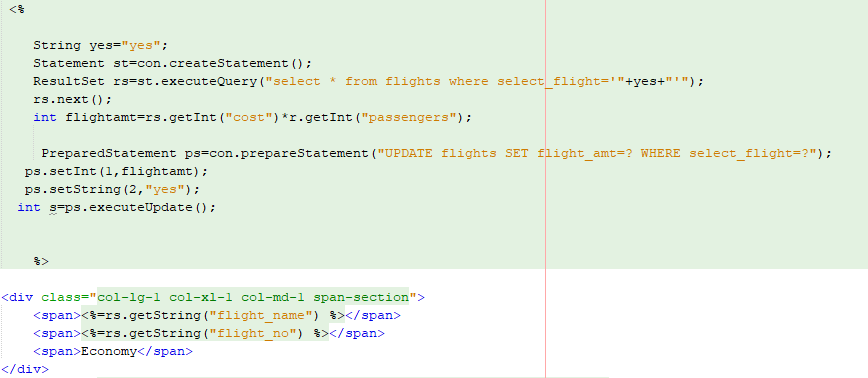 <%
String yes="yes";
Statement st=con.createStatement();
ResultSet rs=st.executeQuery("select * from flights where select_flight='"+yes+"'");
rs.next();
int flightamt=rs.getInt("cost")*r.getInt("passengers");
PreparedStatement ps=con.prepareStatement("UPDATE flights SET flight_amt=? WHERE select_flight=?");
ps.setInt(1,flightamt);
ps.setString(2,"yes");
int s=ps.executeUpdate();
%>
<div class="col-lg-1 col-xl-1 col-md-1 span-section">
<span><%=rs.getString("flight_name") %></span>
<span><%=rs.getString("flight_no") %></span>
<span>Economy</span>
</div>